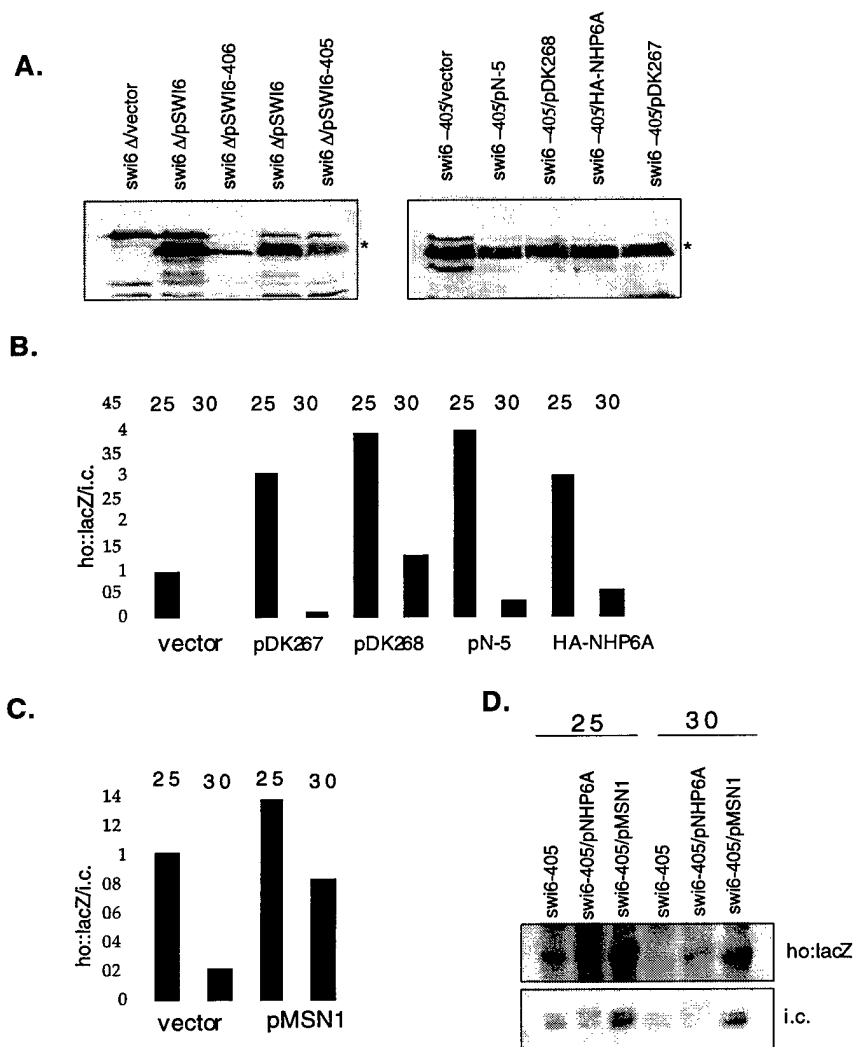 A.
swi6 Δ/vector
swi6 Δ/pSWI6
swi6 Δ/pSWI6-406
swi6 Δ/pSWI6
swi6 Δ/pSWI6-405
*
swi6 -405/vector
swi6 -405/pN-5
swi6 -405/pDK268
swi6 -405/HA-NHP6A
swi6 -405/pDK267
*
B.
ho::lacZ/i.c.
45
4
35
3
25
2
15
1
05
0
25 30 25 30 25 30 25 30 25 30
vector pDK267 pDK268 pN-5 HA-NHP6A
C.
ho::lacZ/i.c.
14
12
1
08
06
04
02
0
25 30 25 30
vector pMSN1
D.
25 30
swi6-405
swi6-405/pNHP6A
swi6-405/pMSN1
swi6-405
swi6-405/pNHP6A
swi6-405/pMSN1
ho:lacZ
i.c.